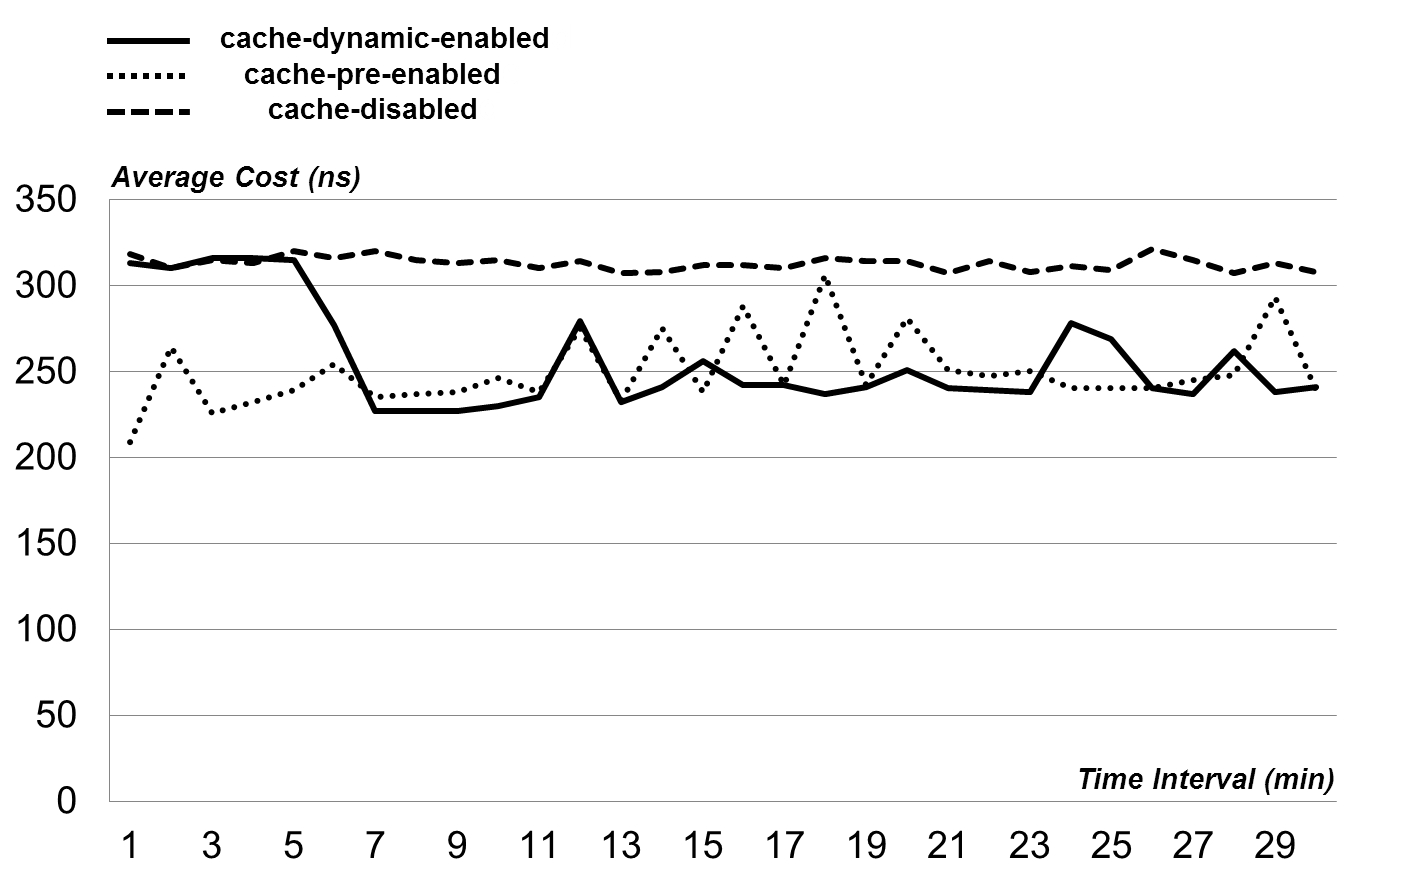 cache-dynamic-enabled
cache-pre-enabled
cache-disabled
Average Cost (ns)
350
300
250
200
150
100
50
0
Time Interval (min)
1 3 5 7 9 11 13 15 17 19 21 23 25 27 29